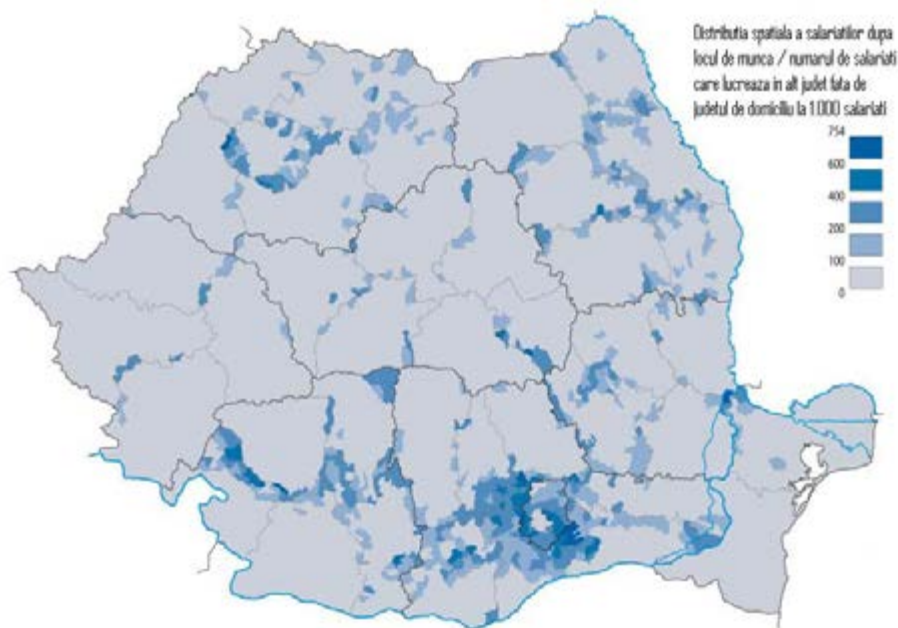 Distributia spatiala a salariatilor dupa
locul de munca / numarul de salariati
care lucreaza in alt judet fata de
judetul de domiciliu la 1000 salariati
754
600
400
200
100
0